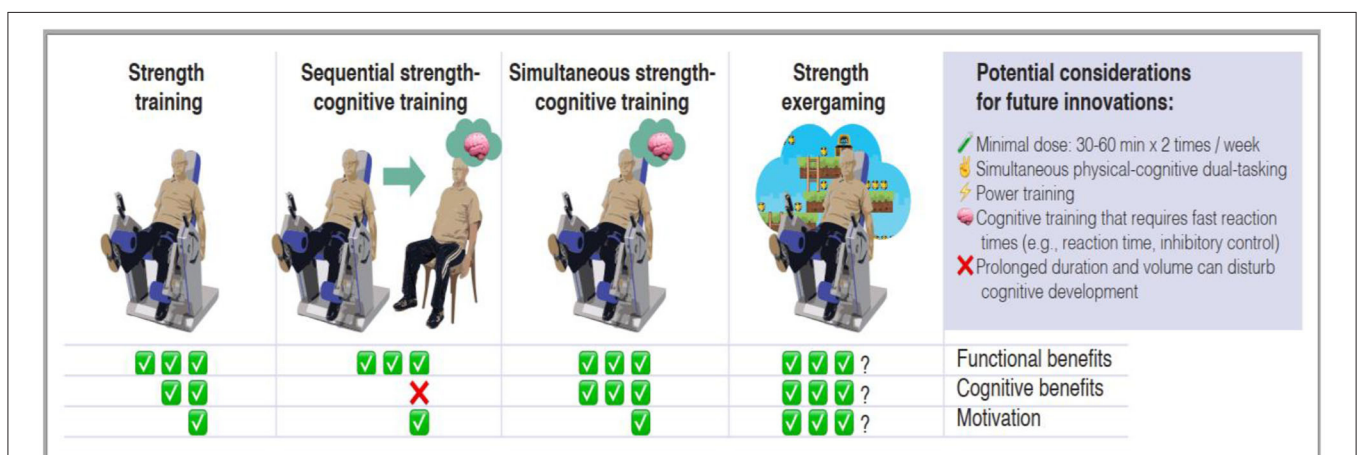 Strength
training
Sequential strength-
cognitive training
Simultaneous strength-
cognitive training
Strength
exergaming
Potential considerations
for future innovations:
Minimal dose: 30-60 min x 2 times / week
Simultaneous physical-cognitive dual-tasking
Power training
Cognitive training that requires fast reaction
times (e.g., reaction time, inhibitory control)
Prolonged duration and volume can disturb
cognitive development
✅ ✅ ✅ ✅ ✅ ✅ ✅ ✅ ✅ ✅ ✅ ✅ ? Functional benefits
✅ ✅ ❌ ✅ ✅ ✅ ✅ ✅ ✅ ? Cognitive benefits
✅ ✅ ✅ ✅ ✅ ✅ ? Motivation